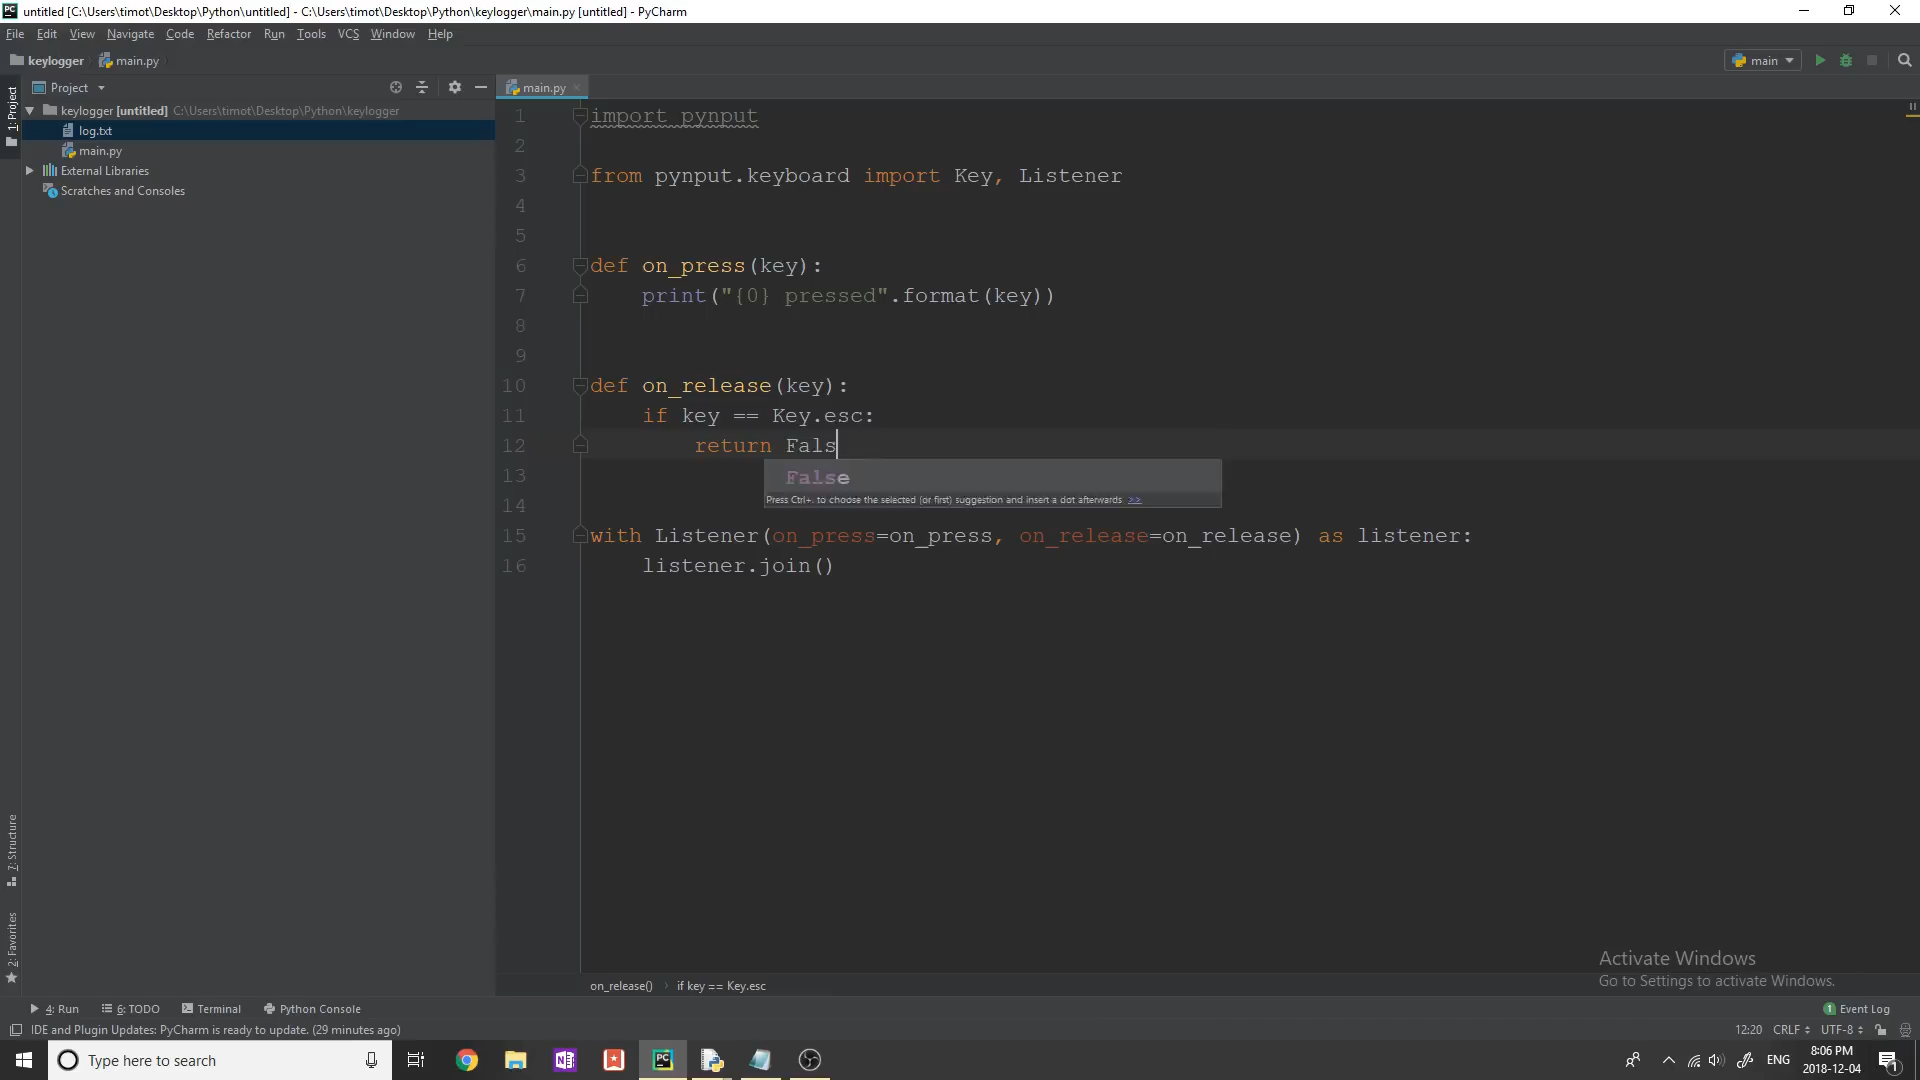 untitled [C:\Users\timot\Desktop\Python\untitled] - C:\Users\timot\Desktop\Python\keylogger\main.py [untitled] - PyCharm
File Edit View Navigate Code Refactor Run Tools VCS Window Help
keylogger main.py main
1: Project
Project
keylogger [untitled] C:\Users\timot\Desktop\Python\keylogger
log.txt
main.py
External Libraries
Scratches and Consoles
7: Structure
2: Favorites
main.py
1 import pynput
2
3 from pynput.keyboard import Key, Listener
4
5
6 def on_press(key):
7 print("{0} pressed".format(key))
8
9
10 def on_release(key):
11 if key == Key.esc:
12 return Fals
13
False
Press Ctrl+. to choose the selected (or first) suggestion and insert a dot afterwards >>
14
15 with Listener(on_press=on_press, on_release=on_release) as listener:
16 listener.join()
Activate Windows
Go to Settings to activate Windows.
on_release() › if key == Key.esc
4: Run 6: TODO Terminal Python Console 1 Event Log
IDE and Plugin Updates: PyCharm is ready to update. (29 minutes ago) 12:20 CRLF UTF-8
Type here to search ENG 8:06 PM
2018-12-04 1